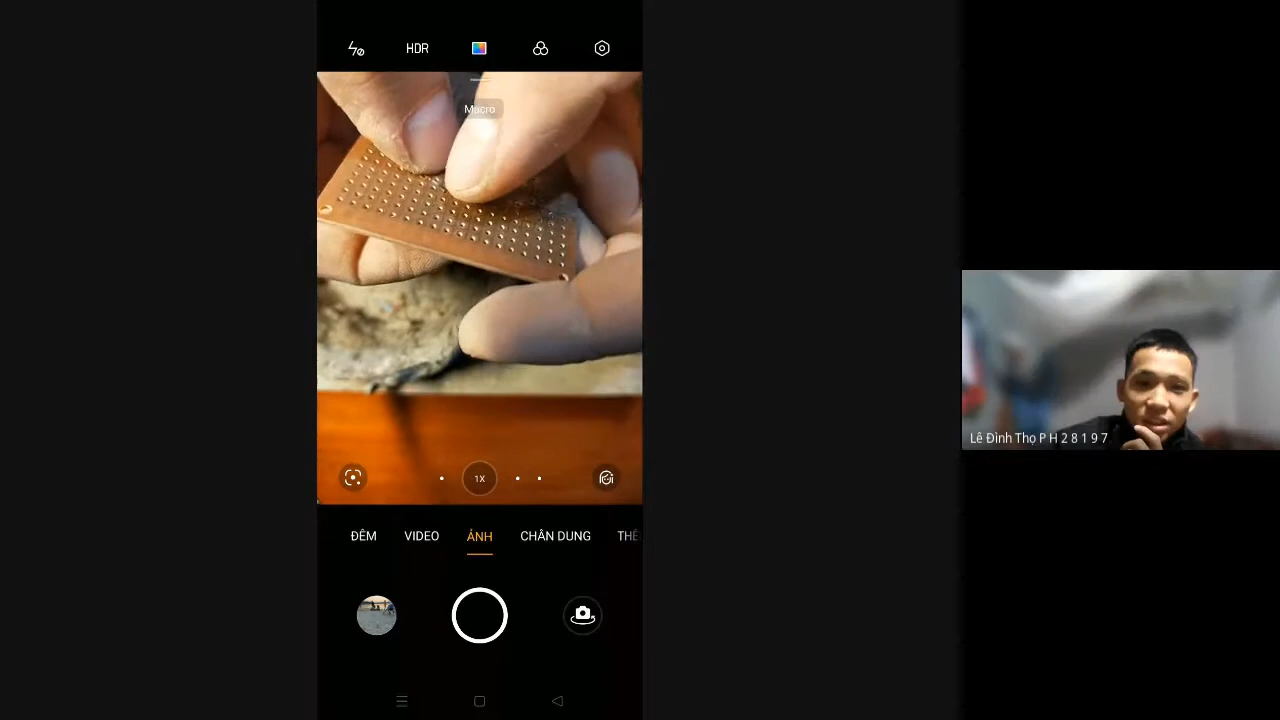 HDR
Macro
1X
ĐÊM VIDEO ẢNH CHÂN DUNG
Lê Đình Thọ P H 2 8 1 9 7